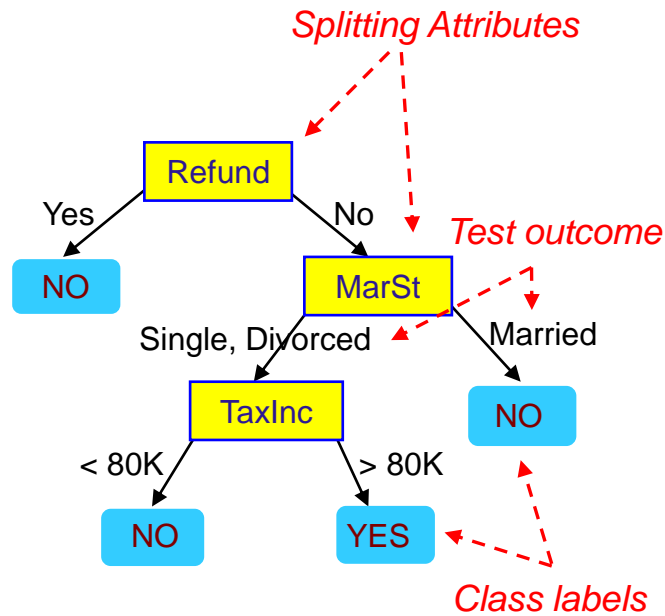 Splitting Attributes
Refund
Yes
No
Test outcome
NO
MarSt
Single, Divorced
Married
TaxInc
NO
< 80K
> 80K
NO
YES
Class labels